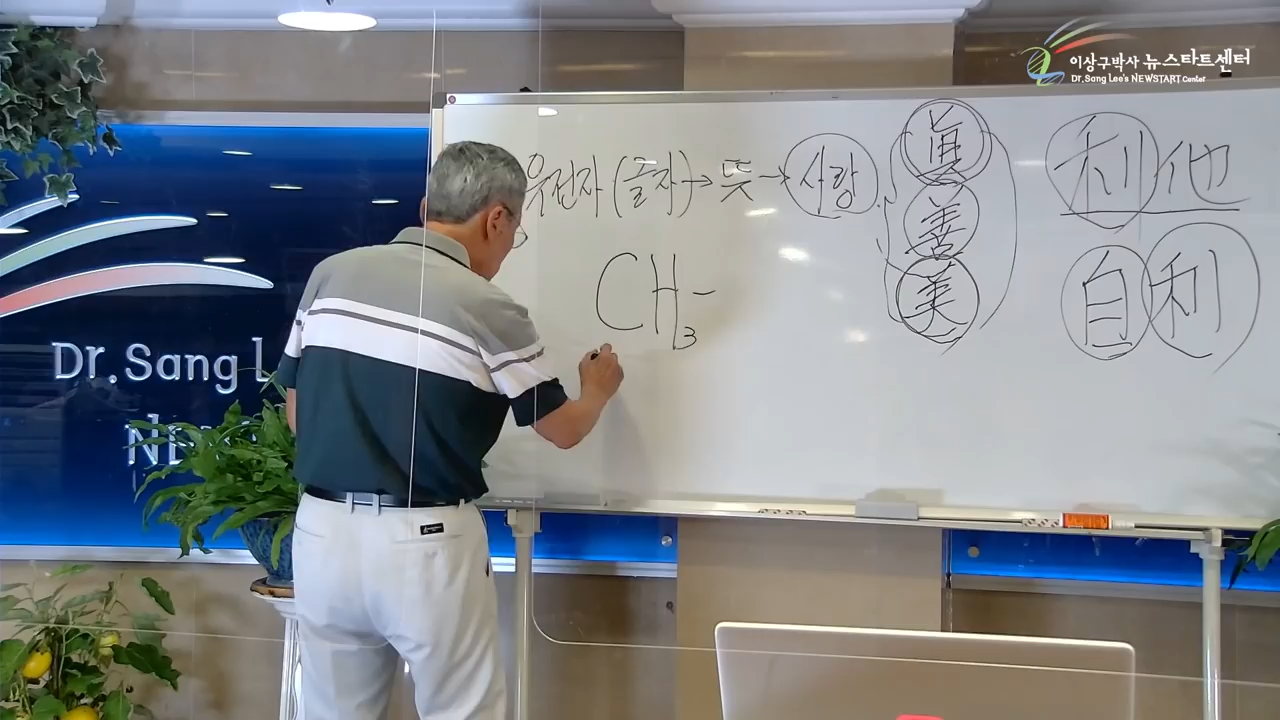 이상구박사 뉴스타트센터
Dr. Sang Lee's NEWSTART Center
유전자 (글자) → 뜻 → 사랑
眞
善
美
利他
自利
CH3-
Dr. Sang L
N